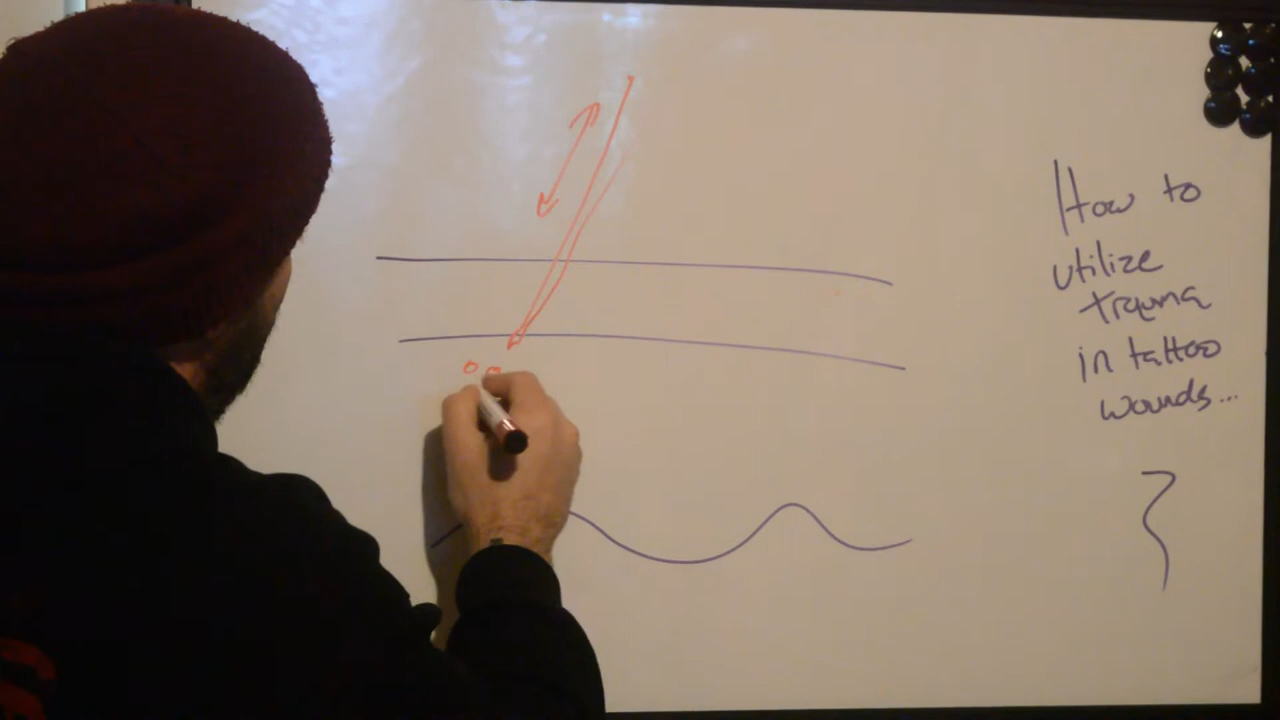 How to
utilize
trauma
in tattoo
wounds...